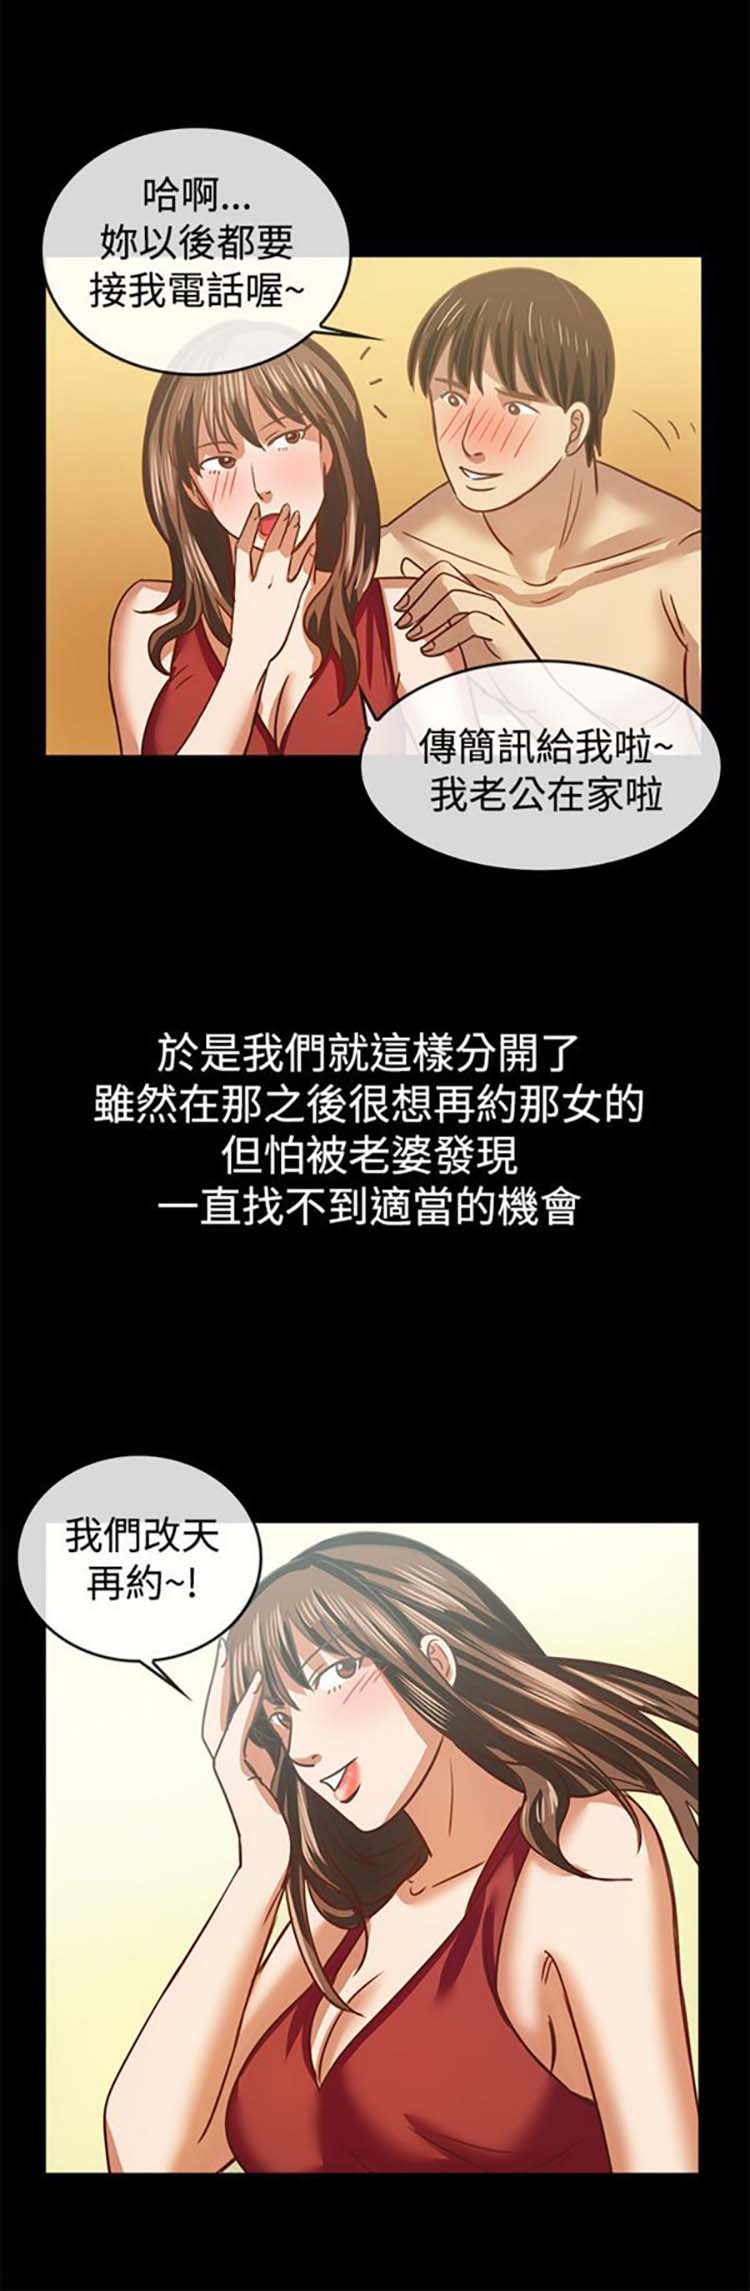 哈啊...
妳以後都要
接我電話喔~
傳簡訊給我啦~
我老公在家啦
於是我們就這樣分開了
雖然在那之後很想再約那女的
但怕被老婆發現
一直找不到適當的機會
我們改天
再約~!